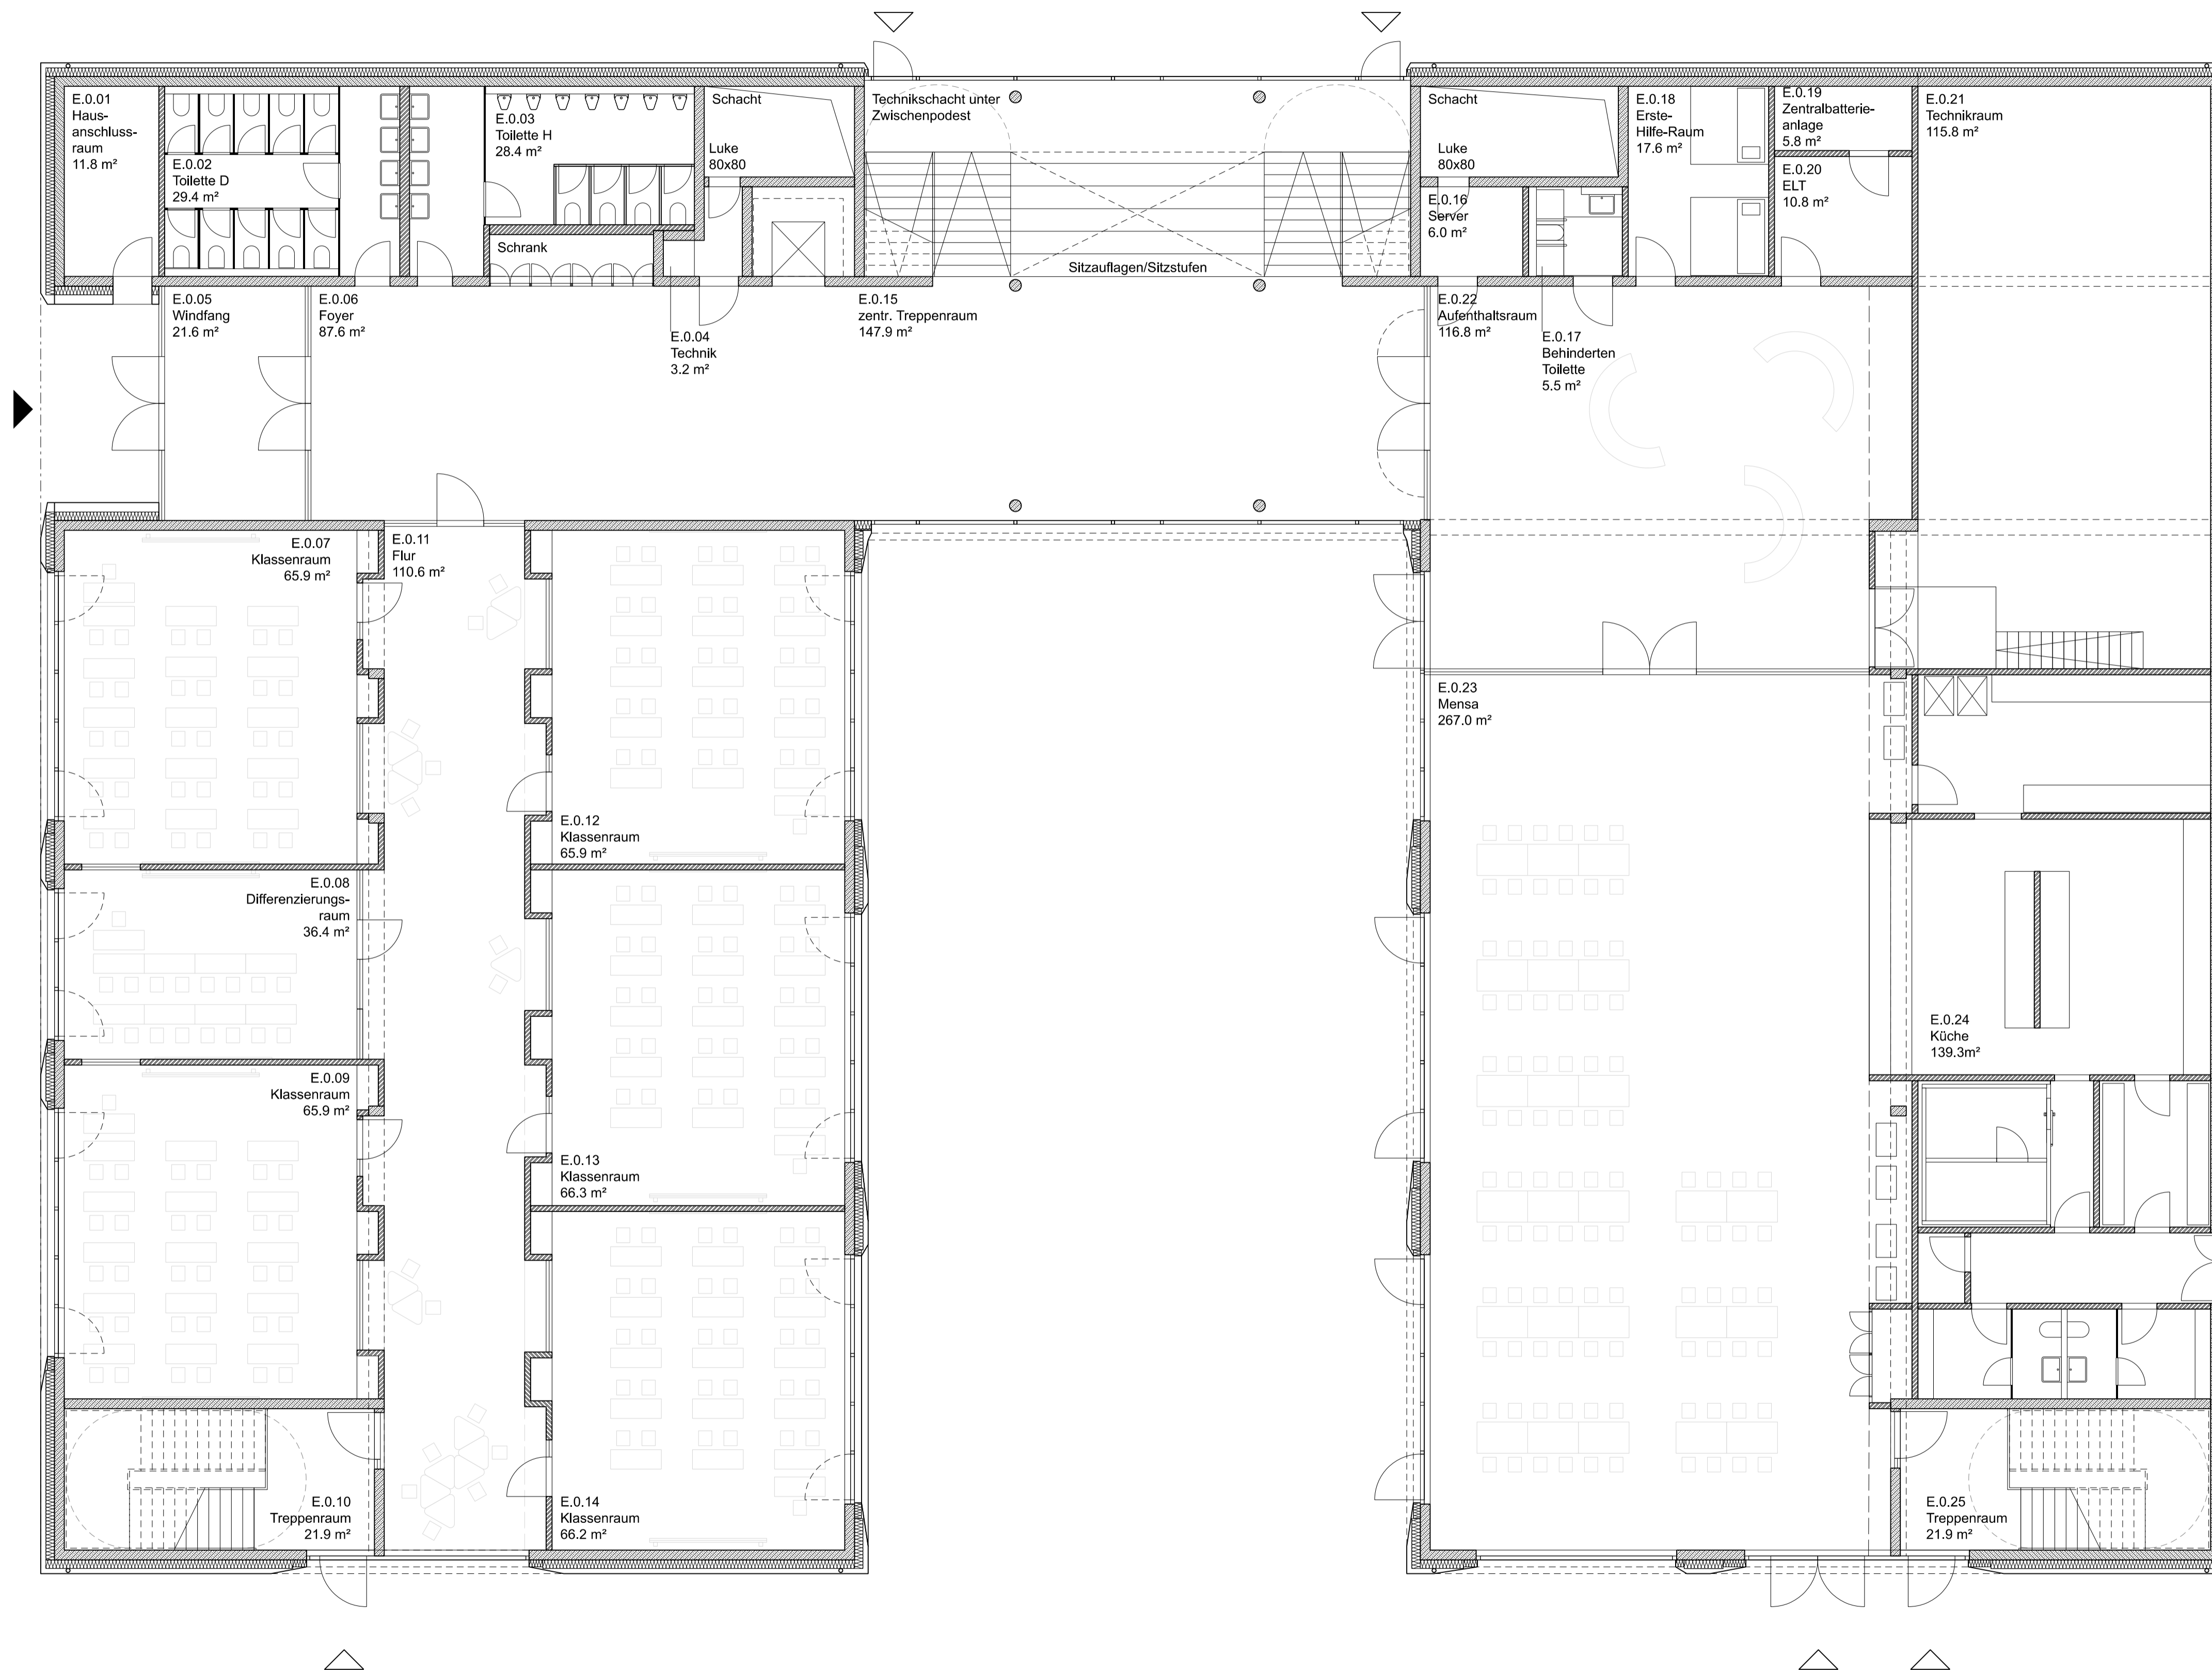 E.0.01
Haus-
anschluss-
raum
11.8 m²
E.0.02
Toilette D
29.4 m²
E.0.03
Toilette H
28.4 m²
Schrank
Schacht
Luke
80x80
Technikschacht unter
Zwischenpodest
Sitzauflagen/Sitzstufen
Schacht
Luke
80x80
E.0.16
Server
6.0 m²
E.0.18
Erste-
Hilfe-Raum
17.6 m²
E.0.19
Zentralbatterie-
anlage
5.8 m²
E.0.20
ELT
10.8 m²
E.0.21
Technikraum
115.8 m²
E.0.05
Windfang
21.6 m²
E.0.06
Foyer
87.6 m²
E.0.04
Technik
3.2 m²
E.0.15
zentr. Treppenraum
147.9 m²
E.0.22
Aufenthaltsraum
116.8 m²
E.0.17
Behinderten
Toilette
5.5 m²
E.0.07
Klassenraum
65.9 m²
E.0.11
Flur
110.6 m²
E.0.23
Mensa
267.0 m²
E.0.12
Klassenraum
65.9 m²
E.0.08
Differenzierungs-
raum
36.4 m²
E.0.24
Küche
139.3m²
E.0.09
Klassenraum
65.9 m²
E.0.13
Klassenraum
66.3 m²
E.0.10
Treppenraum
21.9 m²
E.0.14
Klassenraum
66.2 m²
E.0.25
Treppenraum
21.9 m²